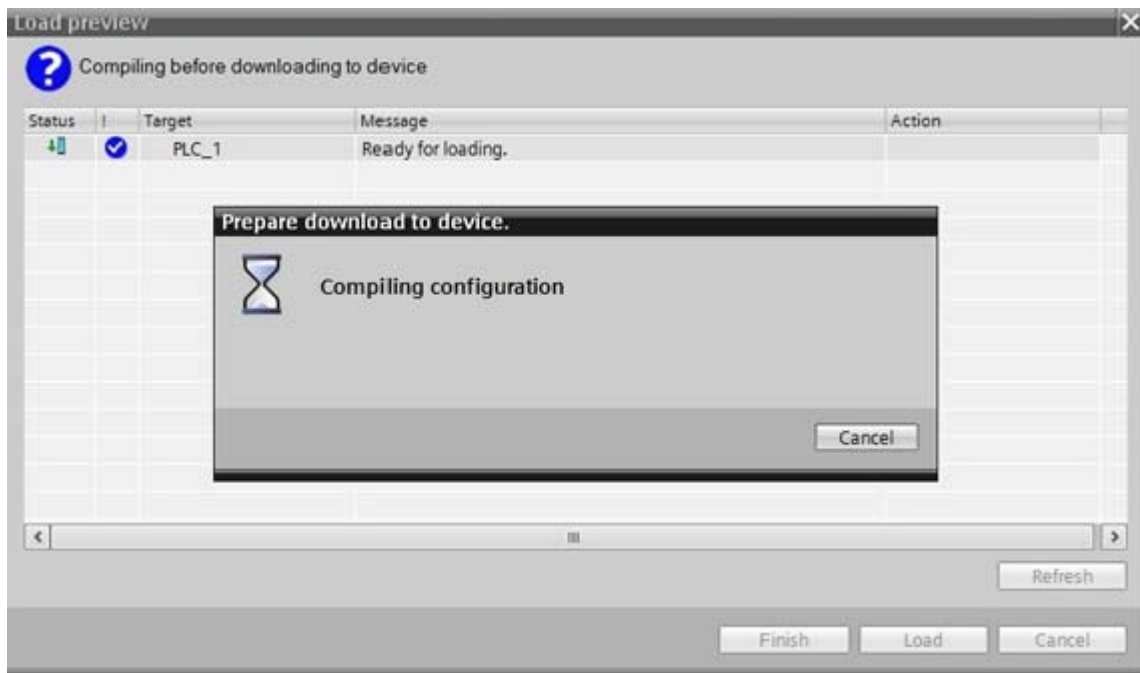 Load preview
Compiling before downloading to device
Status ! Target Message Action
PLC_1 Ready for loading.
Prepare download to device.
Compiling configuration
Cancel
Refresh
Finish Load Cancel